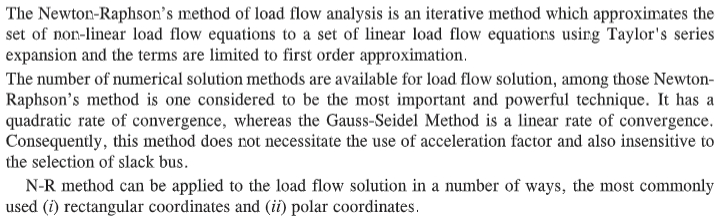 The Newton-Raphson's method of load flow analysis is an iterative method which approximates the
set of non-linear load flow equations to a set of linear load flow equations using Taylor's series
expansion and the terms are limited to first order approximation.
The number of numerical solution methods are available for load flow solution, among those Newton-
Raphson's method is one considered to be the most important and powerful technique. It has a
quadratic rate of convergence, whereas the Gauss-Seidel Method is a linear rate of convergence.
Consequently, this method does not necessitate the use of acceleration factor and also insensitive to
the selection of slack bus.
N-R method can be applied to the load flow solution in a number of ways, the most commonly
used (i) rectangular coordinates and (ii) polar coordinates.